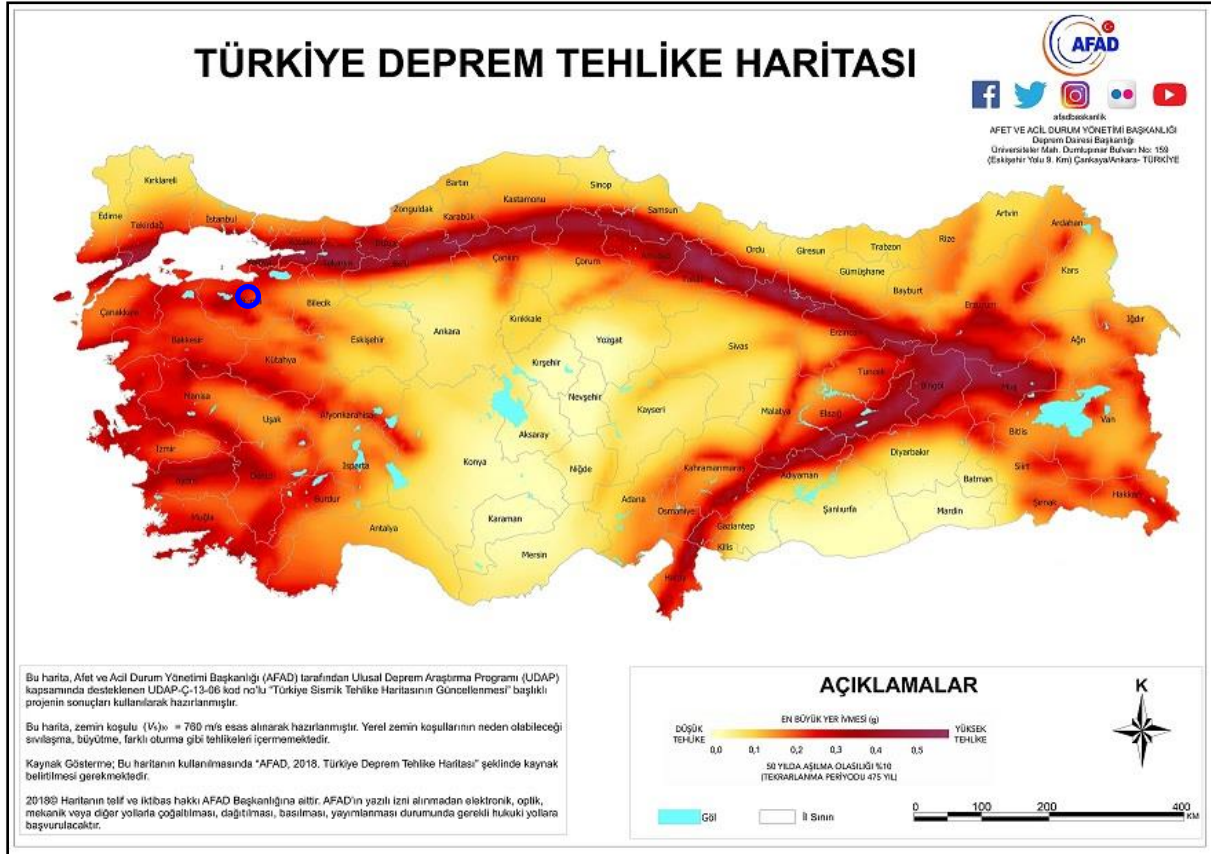 TÜRKİYE DEPREM TEHLİKE HARİTASI
AFAD
afadbaskanlik
AFET VE ACİL DURUM YÖNETİMİ BAŞKANLIĞI
Deprem Dairesi Başkanlığı
Üniversiteler Mah. Dumlupınar Bulvarı No: 159
(Eskişehir Yolu 9. Km) Çankaya/Ankara- TÜRKİYE
Kırklareli
Edirne
Tekirdağ
İstanbul
Zonguldak
Bartın
Karabük
Kastamonu
Sinop
Samsun
Ordu
Giresun
Trabzon
Rize
Artvin
Ardahan
Kars
Iğdır
Ağrı
Erzurum
Bayburt
Gümüşhane
Çanakkale
Balıkesir
Bilecik
Eskişehir
Kütahya
Ankara
Çankırı
Çorum
Kırıkkale
Yozgat
Kırşehir
Nevşehir
Sivas
Erzincan
Tunceli
Bingöl
Muş
Bitlis
Van
Manisa
Uşak
Afyonkarahisar
İzmir
Aydın
Denizli
Isparta
Burdur
Muğla
Antalya
Konya
Aksaray
Niğde
Kayseri
Karaman
Mersin
Adana
Osmaniye
Kahramanmaraş
Malatya
Elazığ
Adıyaman
Gaziantep
Kilis
Hatay
Şanlıurfa
Diyarbakır
Batman
Mardin
Siirt
Şırnak
Hakkari
Bu harita, Afet ve Acil Durum Yönetimi Başkanlığı (AFAD) tarafından Ulusal Deprem Araştırma Programı (UDAP)
kapsamında desteklenen UDAP-Ç-13-06 kod no'lu "Türkiye Sismik Tehlike Haritasının Güncellenmesi" başlıklı
projenin sonuçları kullanılarak hazırlanmıştır.
Bu harita, zemin koşulu (Vₛ)₃₀ = 760 m/s esas alınarak hazırlanmıştır. Yerel zemin koşullarının neden olabileceği
sıvılaşma, büyütme, farklı oturma gibi tehlikeleri içermemektedir.
Kaynak Gösterme; Bu haritanın kullanılmasında "AFAD, 2018. Türkiye Deprem Tehlike Haritası" şeklinde kaynak
belirtilmesi gerekmektedir.
2018© Haritanın telif ve iktibas hakkı AFAD Başkanlığına aittir. AFAD'ın yazılı izni alınmadan elektronik, optik,
mekanik veya diğer yollarla çoğaltılması, dağıtılması, basılması, yayımlanması durumunda gerekli hukuki yollara
başvurulacaktır.
AÇIKLAMALAR
EN BÜYÜK YER İVMESİ (g)
DÜŞÜK TEHLİKE
YÜKSEK TEHLİKE
0,0 0,1 0,2 0,3 0,4 0,5
50 YILDA AŞILMA OLASILIĞI %10
(TEKRARLANMA PERİYODU 475 YIL)
Göl
İl Sınırı
K
0 100 200 400
KM